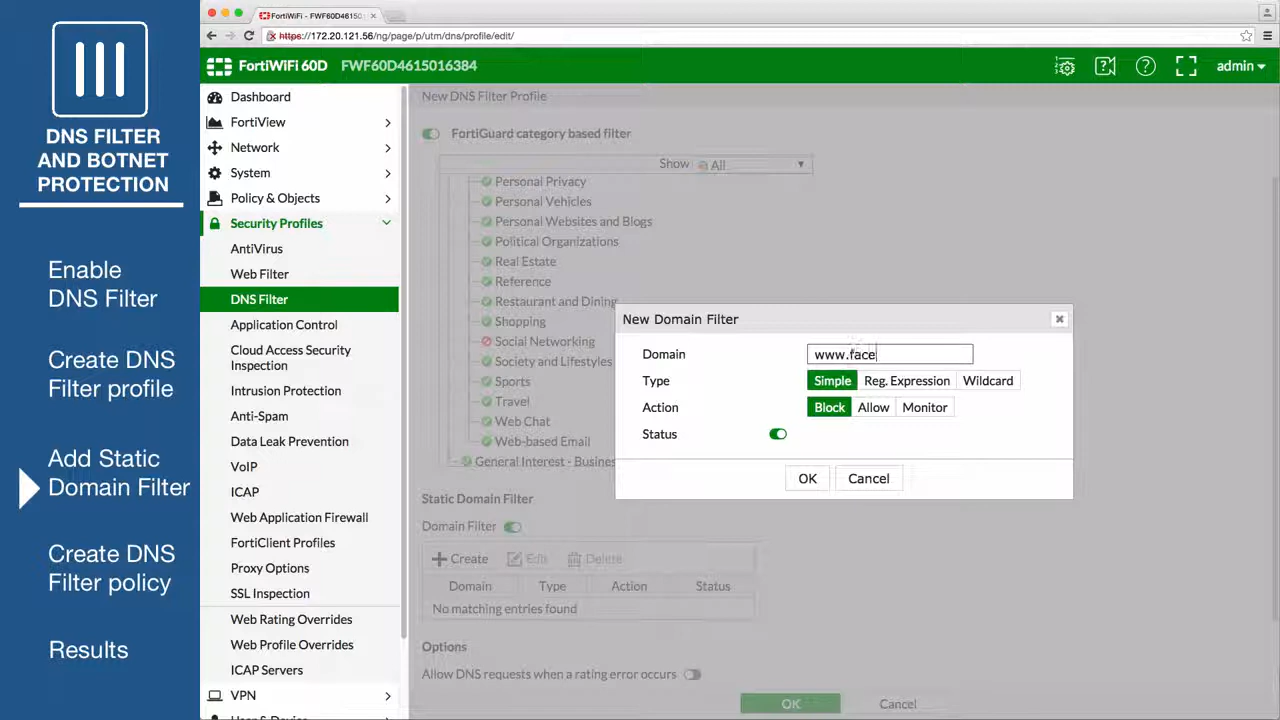 DNS FILTER
AND BOTNET
PROTECTION
Enable
DNS Filter
Create DNS
Filter profile
Add Static
Domain Filter
Create DNS
Filter policy
Results
FortiWiFi - FWF60D46150
https://172.20.121.56/ng/page/p/utm/dns/profile/edit/
FortiWiFi 60D FWF60D4615016384
admin
Dashboard
FortiView
Network
System
Policy & Objects
Security Profiles
AntiVirus
Web Filter
DNS Filter
Application Control
Cloud Access Security
Inspection
Intrusion Protection
Anti-Spam
Data Leak Prevention
VoIP
ICAP
Web Application Firewall
FortiClient Profiles
Proxy Options
SSL Inspection
Web Rating Overrides
Web Profile Overrides
ICAP Servers
VPN
New DNS Filter Profile
FortiGuard category based filter
Show All
Personal Privacy
Personal Vehicles
Personal Websites and Blogs
Political Organizations
Real Estate
Reference
Restaurant and Dining
Shopping
Social Networking
Society and Lifestyles
Sports
Travel
Web Chat
Web-based Email
General Interest - Busines
New Domain Filter
Domain www.face
Type Simple Reg. Expression Wildcard
Action Block Allow Monitor
Status
OK Cancel
Static Domain Filter
Domain Filter
Create Edit Delete
Domain Type Action Status
No matching entries found
Options
Allow DNS requests when a rating error occurs
OK Cancel